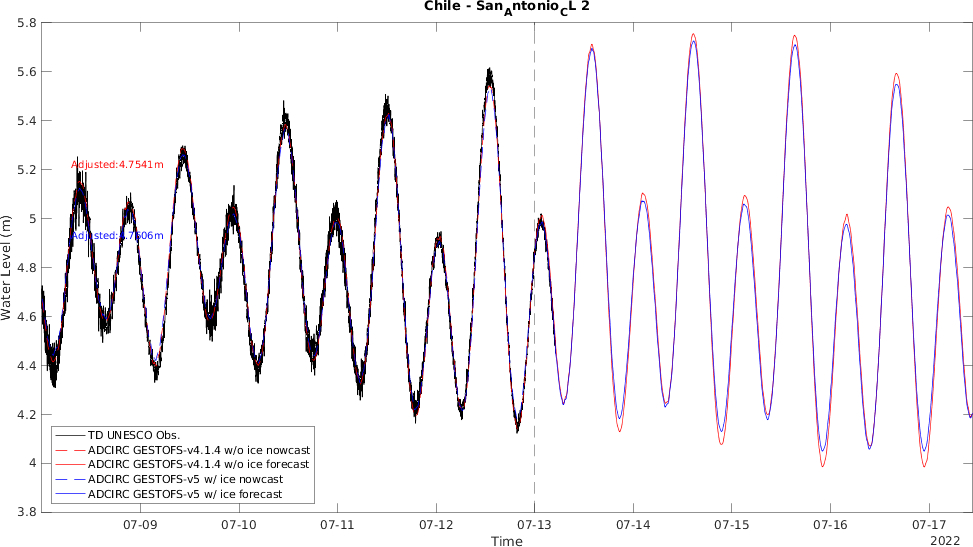 Chile - SanAntonioCL 2
5.8
5.6
5.4
5.2
5
4.8
4.6
4.4
4.2
4
3.8
Water Level (m)
Adjusted:4.7541m
Adjusted:4.7606m
TD UNESCO Obs.
ADCIRC GESTOFS-v4.1.4 w/o ice nowcast
ADCIRC GESTOFS-v4.1.4 w/o ice forecast
ADCIRC GESTOFS-v5 w/ ice nowcast
ADCIRC GESTOFS-v5 w/ ice forecast
07-09 07-10 07-11 07-12 07-13 07-14 07-15 07-16 07-17
Time
2022